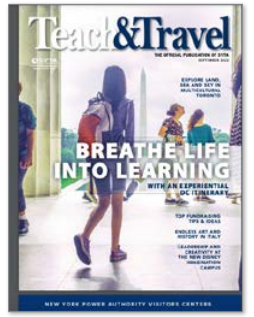 Teach&Travel
THE OFFICIAL PUBLICATION OF SYTA
SYTA
EXPLORE LAND,
SEA AND SKY IN
MULTICULTURAL
TORONTO
BREATHE LIFE
INTO LEARNING
WITH AN EXPERIENTIAL
DC ITINERARY
TOP FUNDRAISING
TIPS & IDEAS
ENDLESS ART AND
HISTORY IN ITALY
LEADERSHIP AND
CREATIVITY AT
THE NEW DISNEY
IMAGINATION
CAMPUS
NEW YORK POWER AUTHORITY VISITORS CENTERS